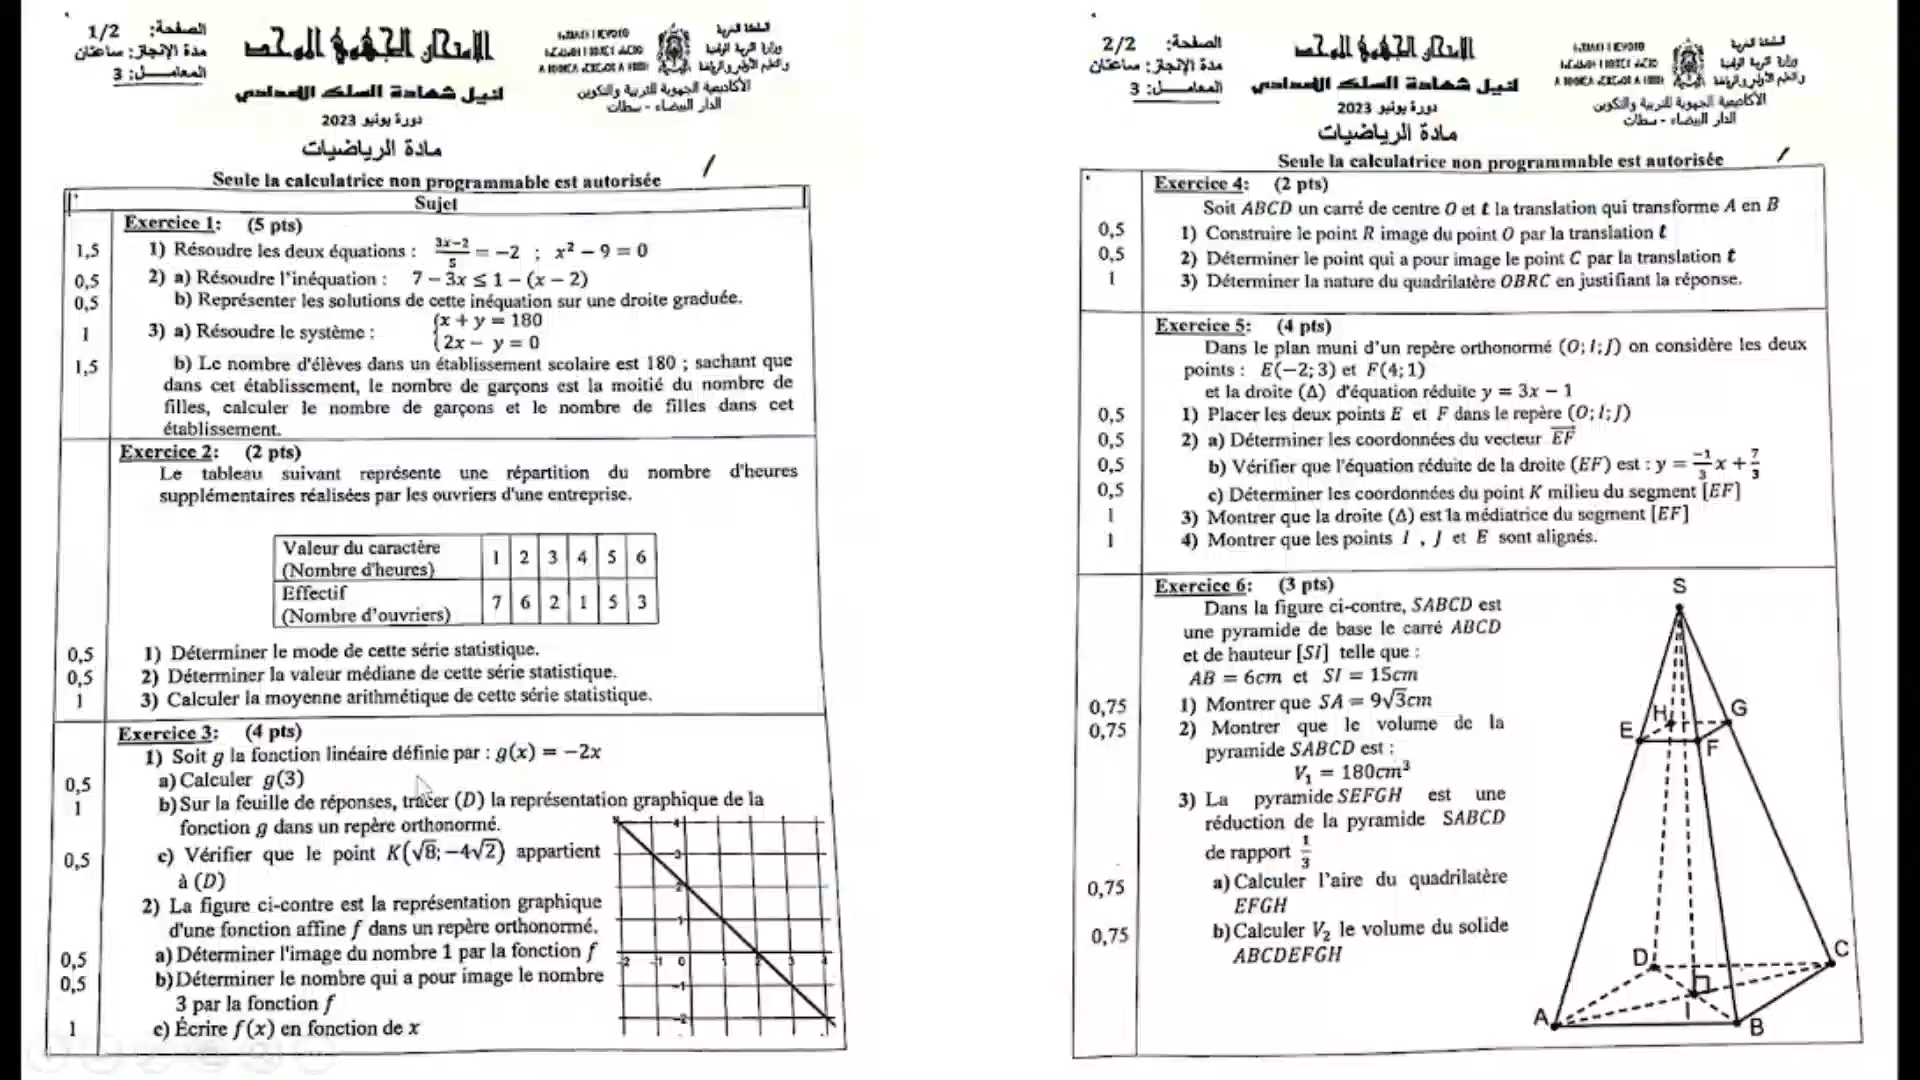 الصفحة: 1/2
مدة الإنجاز: ساعتان
المعامل: 3
الامتحان الجهوي الموحد
لنيل شهادة السلك الإعدادي
دورة يونيو 2023
مادة الرياضيات
المملكة المغربية
الأكاديمية الجهوية للتربية والتكوين
الدار البيضاء - سطات
Seule la calculatrice non programmable est autorisée
Sujet
Exercice 1: (5 pts)
1,5 1) Résoudre les deux équations : (3x−2)/5 = −2 ; x² − 9 = 0
0,5 2) a) Résoudre l'inéquation : 7 − 3x ≤ 1 − (x − 2)
0,5 b) Représenter les solutions de cette inéquation sur une droite graduée.
1 3) a) Résoudre le système : { x + y = 180
2x − y = 0
1,5 b) Le nombre d'élèves dans un établissement scolaire est 180 ; sachant que
dans cet établissement, le nombre de garçons est la moitié du nombre de
filles, calculer le nombre de garçons et le nombre de filles dans cet
établissement.
Exercice 2: (2 pts)
Le tableau suivant représente une répartition du nombre d'heures
supplémentaires réalisées par les ouvriers d'une entreprise.
Valeur du caractère
(Nombre d'heures) 1 2 3 4 5 6
Effectif
(Nombre d'ouvriers) 7 6 2 1 5 3
0,5 1) Déterminer le mode de cette série statistique.
0,5 2) Déterminer la valeur médiane de cette série statistique.
1 3) Calculer la moyenne arithmétique de cette série statistique.
Exercice 3: (4 pts)
1) Soit g la fonction linéaire définie par : g(x) = −2x
0,5 a) Calculer g(3)
1 b) Sur la feuille de réponses, tracer (D) la représentation graphique de la
fonction g dans un repère orthonormé.
0,5 c) Vérifier que le point K(√8; −4√2) appartient
à (D)
2) La figure ci-contre est la représentation graphique
d'une fonction affine f dans un repère orthonormé.
0,5 a) Déterminer l'image du nombre 1 par la fonction f
0,5 b) Déterminer le nombre qui a pour image le nombre
3 par la fonction f
1 c) Écrire f(x) en fonction de x
4
3
2
1
-2 -1 0 1 2 3 4
-1
-2
الصفحة: 2/2
مدة الإنجاز: ساعتان
المعامل: 3
الامتحان الجهوي الموحد
لنيل شهادة السلك الإعدادي
دورة يونيو 2023
مادة الرياضيات
المملكة المغربية
الأكاديمية الجهوية للتربية والتكوين
الدار البيضاء - سطات
Seule la calculatrice non programmable est autorisée
Exercice 4: (2 pts)
Soit ABCD un carré de centre O et t la translation qui transforme A en B
0,5 1) Construire le point R image du point O par la translation t
0,5 2) Déterminer le point qui a pour image le point C par la translation t
1 3) Déterminer la nature du quadrilatère OBRC en justifiant la réponse.
Exercice 5: (4 pts)
Dans le plan muni d'un repère orthonormé (O; I; J) on considère les deux
points : E(−2; 3) et F(4; 1)
et la droite (Δ) d'équation réduite y = 3x − 1
0,5 1) Placer les deux points E et F dans le repère (O; I; J)
0,5 2) a) Déterminer les coordonnées du vecteur EF
0,5 b) Vérifier que l'équation réduite de la droite (EF) est : y = −1/3 x + 7/3
0,5 c) Déterminer les coordonnées du point K milieu du segment [EF]
1 3) Montrer que la droite (Δ) est la médiatrice du segment [EF]
1 4) Montrer que les points I , J et E sont alignés.
Exercice 6: (3 pts)
Dans la figure ci-contre, SABCD est
une pyramide de base le carré ABCD
et de hauteur [SI] telle que :
AB = 6cm et SI = 15cm
0,75 1) Montrer que SA = 9√3cm
0,75 2) Montrer que le volume de la
pyramide SABCD est :
V₁ = 180cm³
3) La pyramide SEFGH est une
réduction de la pyramide SABCD
de rapport 1/3
0,75 a) Calculer l'aire du quadrilatère
EFGH
0,75 b) Calculer V₂ le volume du solide
ABCDEFGH
S
H G
E F
D C
I
A B